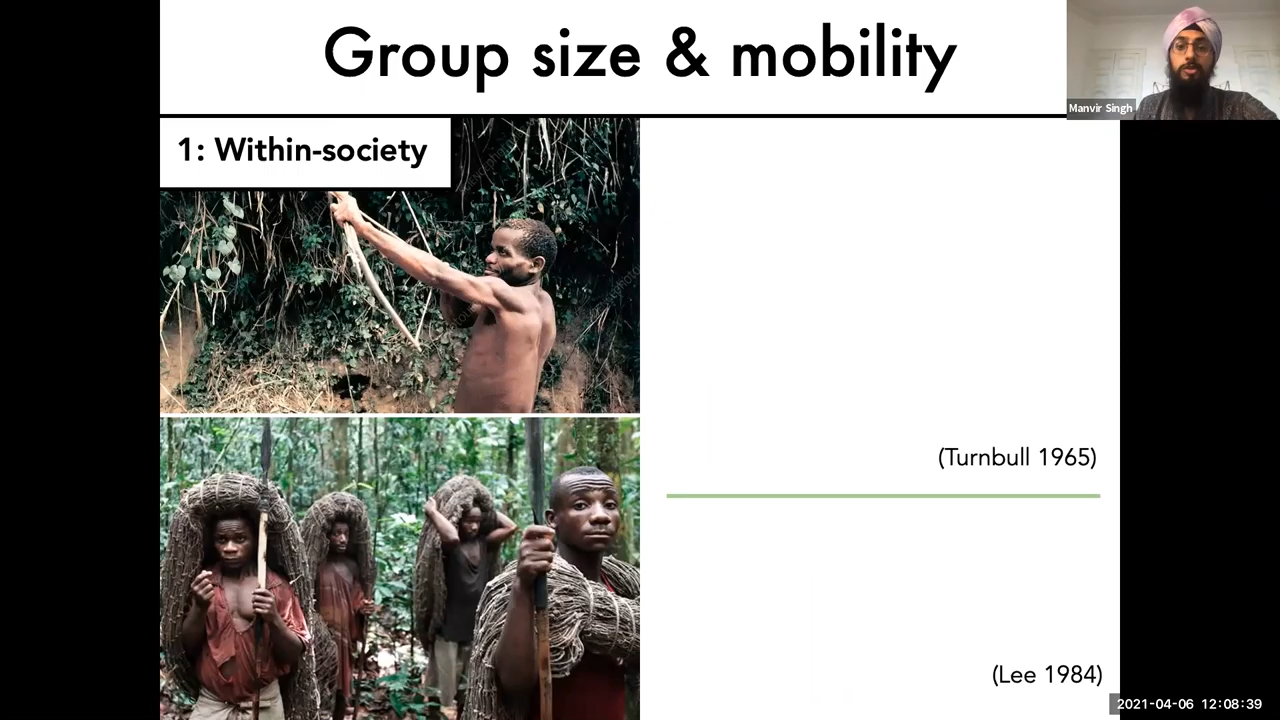 Group size & mobility
Manvir Singh
1: Within-society
(Turnbull 1965)
(Lee 1984)
2021-04-06 12:08:39